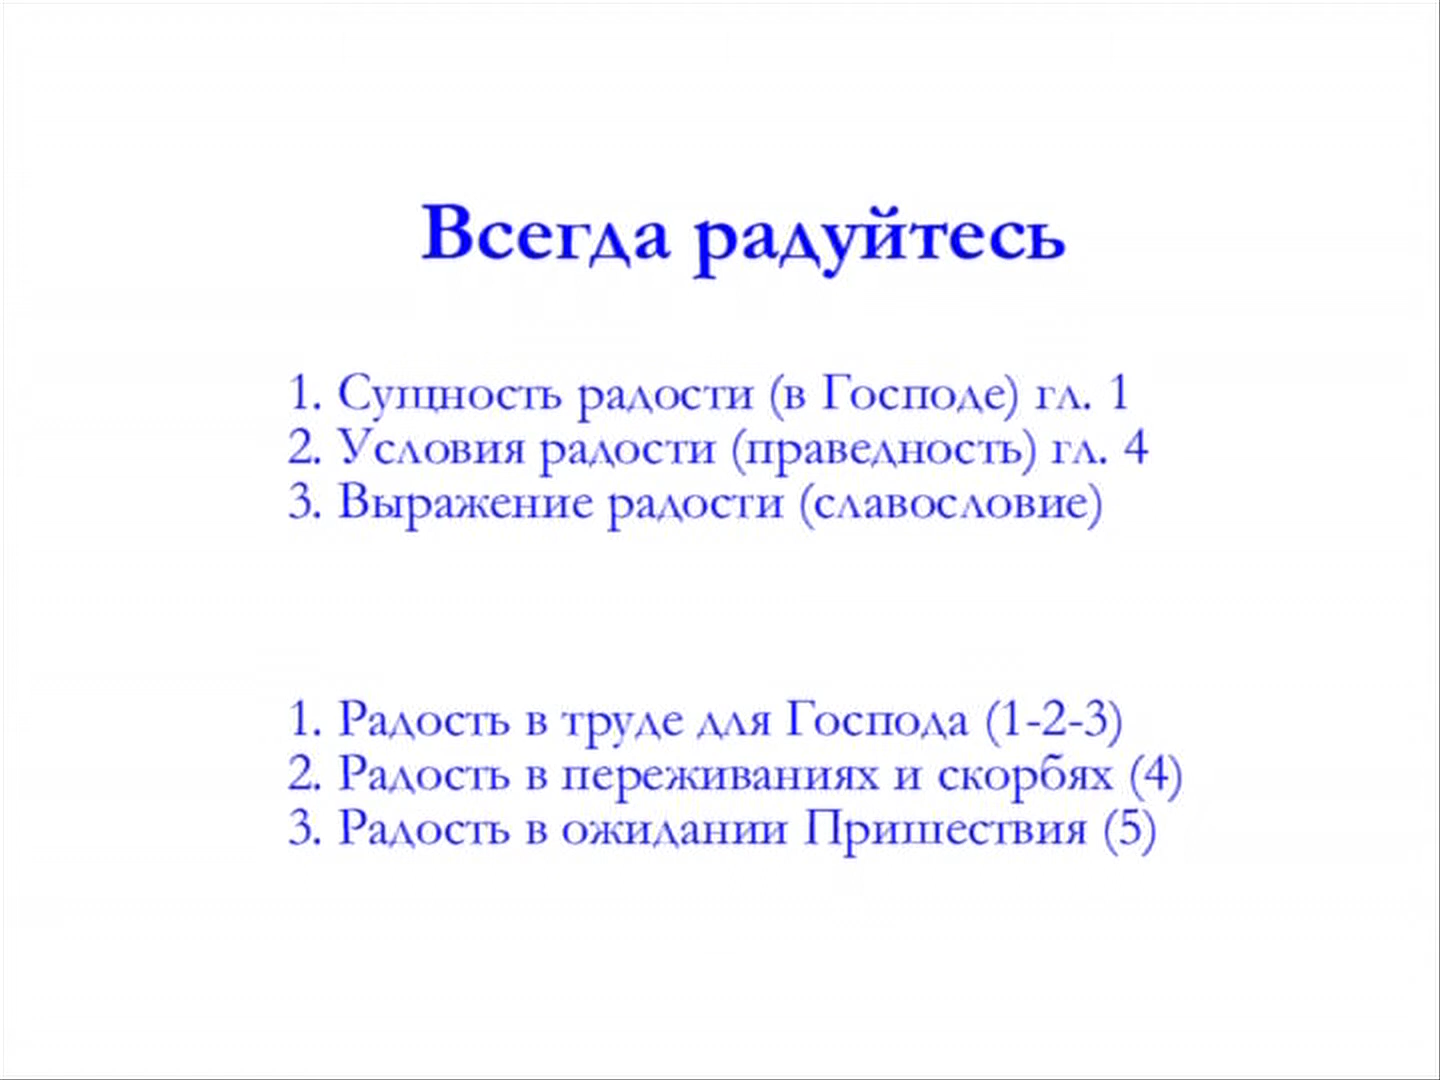 Всегда радуйтесь
1. Сущность радости (в Господе) гл. 1
2. Условия радости (праведность) гл. 4
3. Выражение радости (славословие)
1. Радость в труде для Господа (1-2-3)
2. Радость в переживаниях и скорбях (4)
3. Радость в ожидании Пришествия (5)